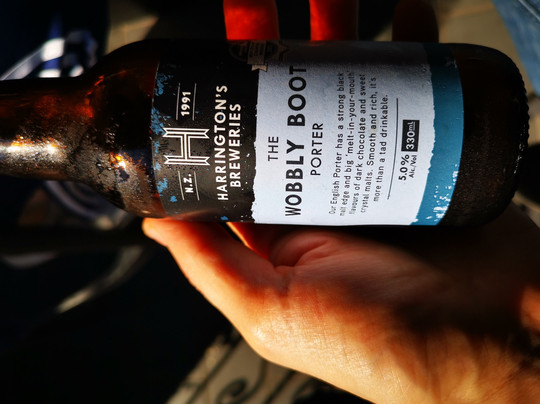 N.Z. H 1991
HARRINGTON'S
BREWERIES
THE
WOBBLY BOOT
PORTER
Our English Porter has a strong black
malt edge and big 'melt-in-your-mouth'
flavours of dark chocolate and sweet
crystal malts. Smooth and rich, it's
more than a tad drinkable.
5.0% 330mL
Alc./Vol